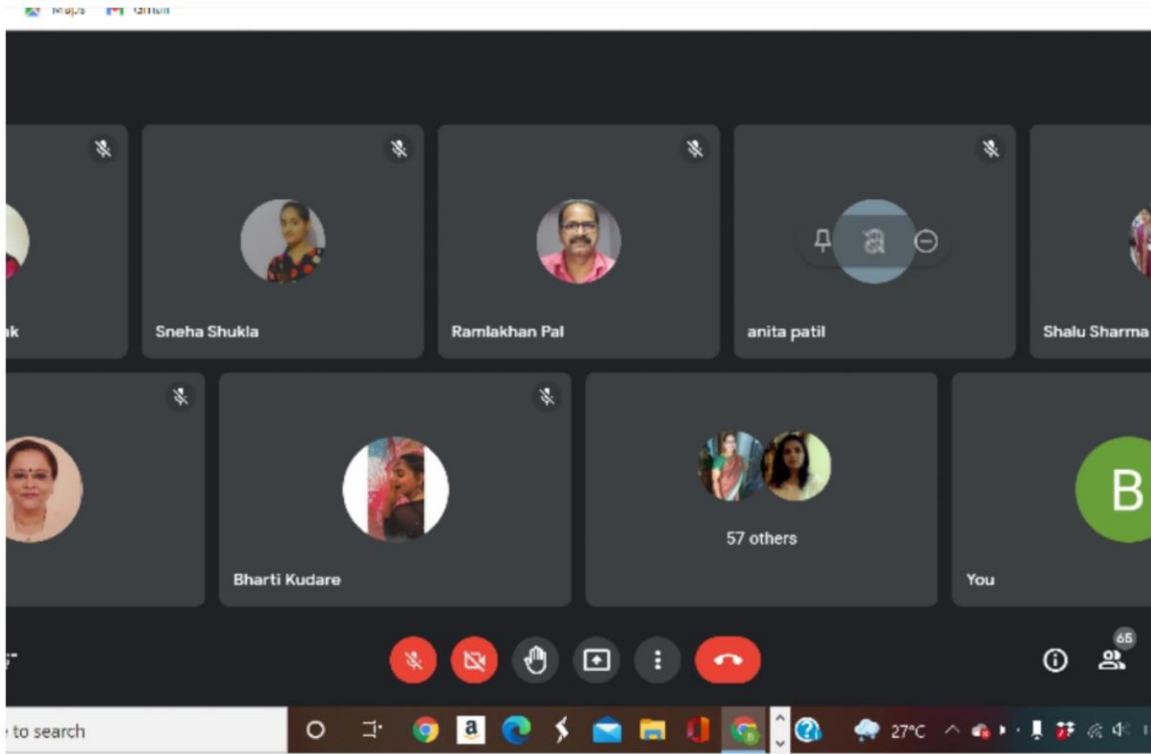 Maps Gmail
ak
Sneha Shukla
Ramlakhan Pal
anita patil
Shalu Sharma
Bharti Kudare
57 others
B
You
65
to search
a
27°C